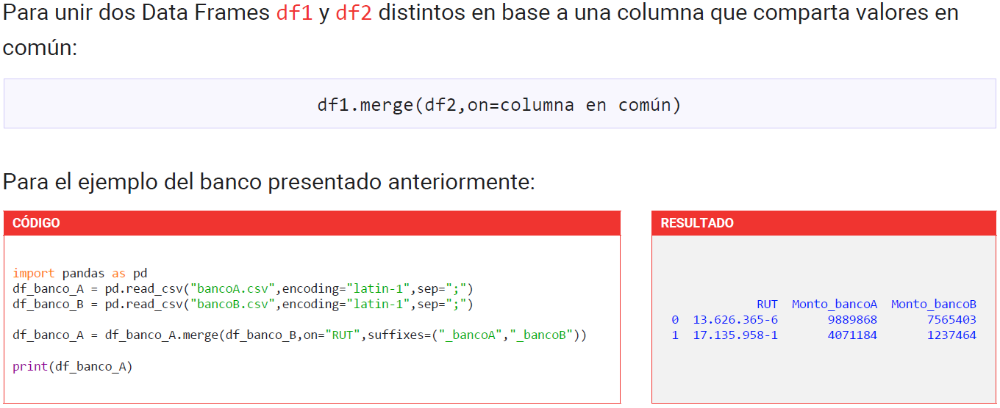 Para unir dos Data Frames df1 y df2 distintos en base a una columna que comparta valores en
común:
df1.merge(df2,on=columna en común)
Para el ejemplo del banco presentado anteriormente:
CÓDIGO
import pandas as pd
df_banco_A = pd.read_csv("bancoA.csv",encoding="latin-1",sep=";")
df_banco_B = pd.read_csv("bancoB.csv",encoding="latin-1",sep=";")
df_banco_A = df_banco_A.merge(df_banco_B,on="RUT",suffixes=("_bancoA","_bancoB"))
print(df_banco_A)
RESULTADO
RUT Monto_bancoA Monto_bancoB
0 13.626.365-6 9889868 7565403
1 17.135.958-1 4071184 1237464